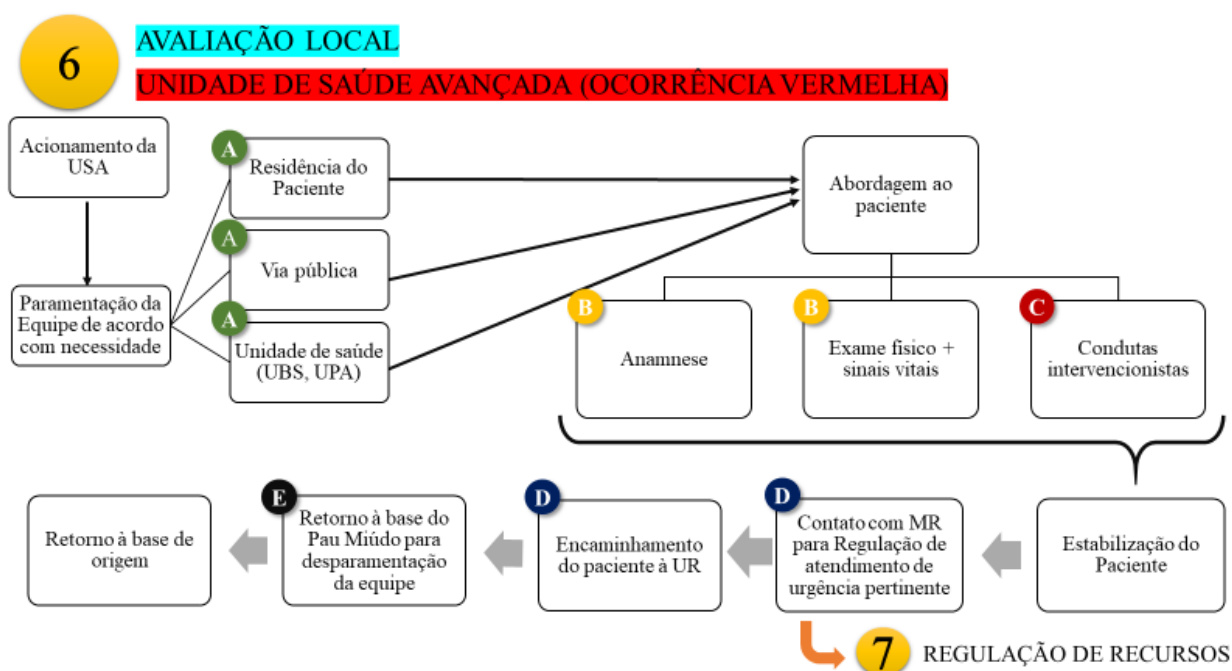 6
AVALIAÇÃO LOCAL
UNIDADE DE SAÚDE AVANÇADA (OCORRÊNCIA VERMELHA)
Acionamento da
USA
Paramentação da
Equipe de acordo
com necessidade
A
Residência do
Paciente
A
Via pública
A
Unidade de saúde
(UBS, UPA)
Abordagem ao
paciente
B
Anamnese
B
Exame físico +
sinais vitais
C
Condutas
intervencionistas
Estabilização do
Paciente
D
Contato com MR
para Regulação de
atendimento de
urgência pertinente
D
Encaminhamento
do paciente à UR
E
Retorno à base do
Pau Miúdo para
desparamentação
da equipe
Retorno à base de
origem
7
REGULAÇÃO DE RECURSOS